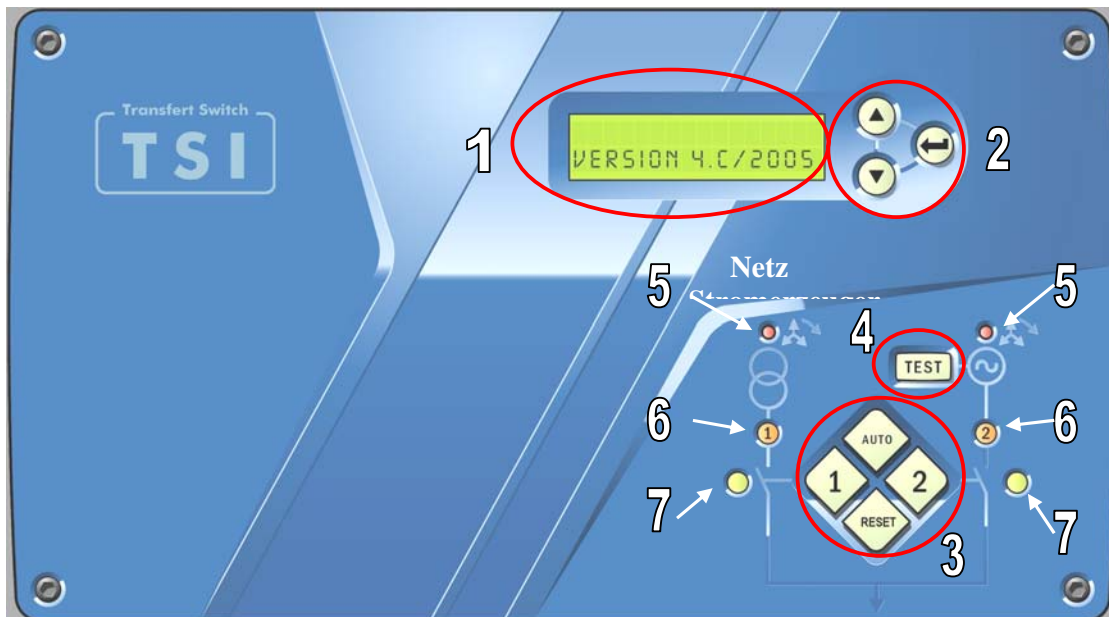 Transfert Switch
TSI
1
VERSION 4.C/2005
2
Netz
Stromerzeuger
5
5
4
TEST
6
1
2
6
AUTO
1
2
RESET
7
7
3